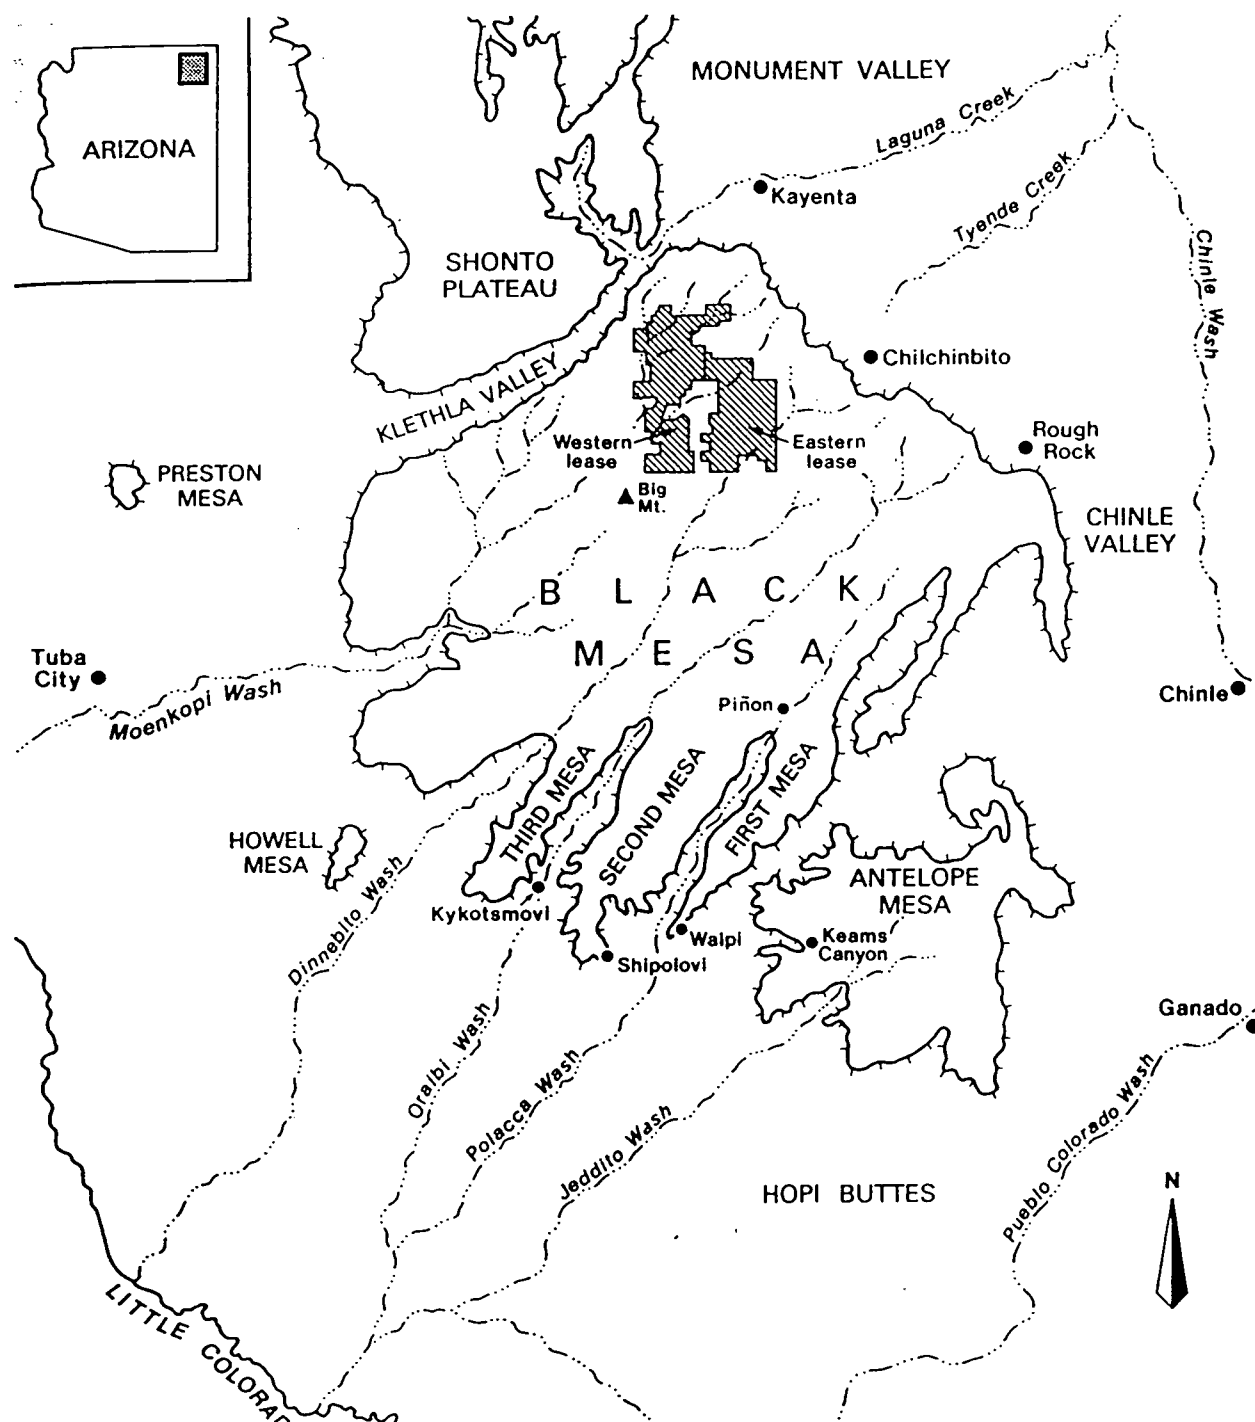 ARIZONA
MONUMENT VALLEY
Laguna Creek
Kayenta
Tyende Creek
Chinle Wash
SHONTO
PLATEAU
Chilchinbito
KLETHLA VALLEY
Western
lease
Eastern
lease
Rough
Rock
PRESTON
MESA
Big
Mt.
CHINLE
VALLEY
BLACK
MESA
Tuba
City
Moenkopi Wash
Piñon
Chinle
THIRD MESA
SECOND MESA
FIRST MESA
HOWELL
MESA
ANTELOPE
MESA
Kykotsmovi
Dinnebito Wash
Walpi
Keams
Canyon
Shipolovi
Ganado
Oraibi Wash
Polacca Wash
Jeddito Wash
Pueblo Colorado Wash
HOPI BUTTES
N
LITTLE COLORAD